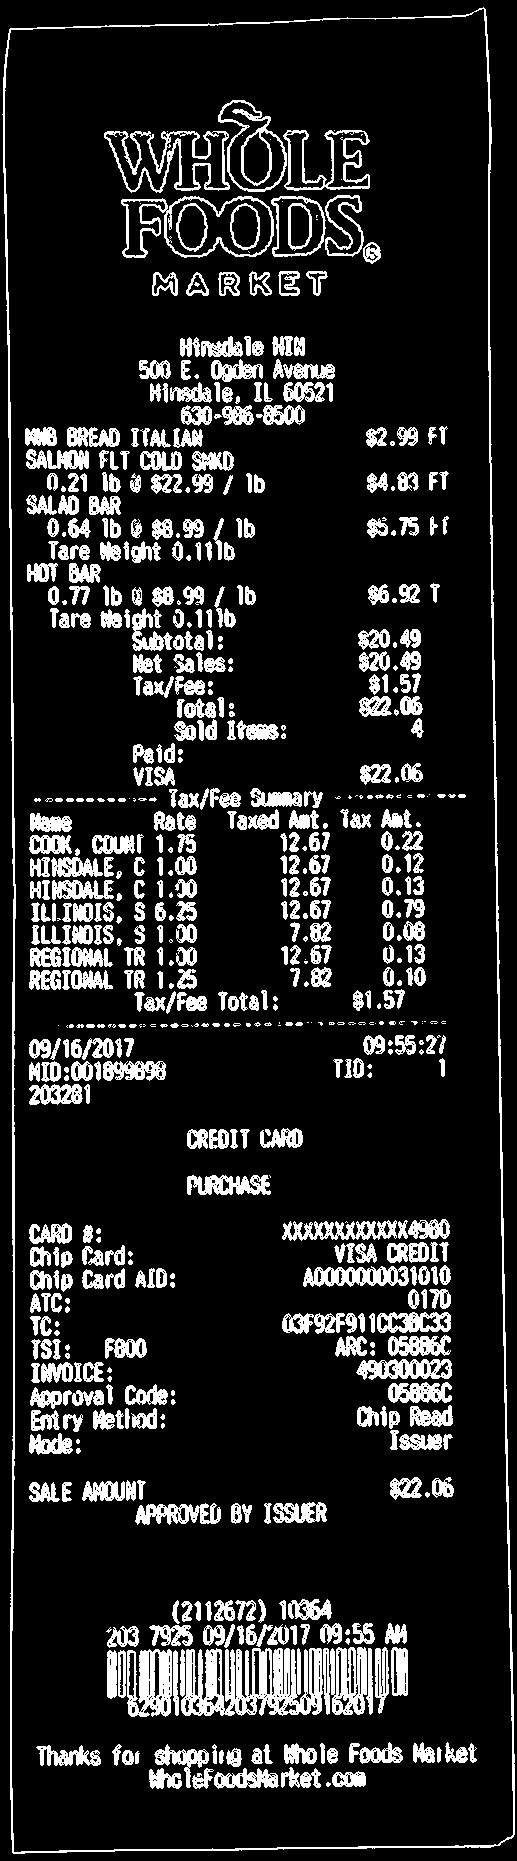 WHOLE
FOODS®
MARKET
Hinsdale HIN
500 E. Ogden Avenue
Hinsdale, IL 60521
630-986-8500
BREAD ITALIAN $2.99 FT
SALMON FLT COLD SMKD
0.21 lb @ $22.99 / lb $4.83 FT
SALAD BAR
0.64 lb @ $8.99 / lb $5.75 FT
Tare Weight 0.11lb
HOT BAR
0.77 lb @ $8.99 / lb $6.92 T
Tare Weight 0.11lb
Subtotal: $20.49
Net Sales: $20.49
Tax/Fee: $1.57
Total: $22.06
Sold Items: 4
Paid:
VISA $22.06
Tax/Fee Summary
Name Rate Taxed Amt. Tax Amt.
COOK, COUNT 1.75 12.67 0.22
HINSDALE, C 1.00 12.67 0.12
HINSDALE, C 1.00 12.67 0.13
ILLINOIS, S 6.25 12.67 0.79
ILLINOIS, S 1.00 7.82 0.08
REGIONAL TR 1.00 12.67 0.13
REGIONAL TR 1.25 7.82 0.10
Tax/Fee Total: $1.57
09/16/2017 09:55:27
MID:001899898 TID: 1
203281
CREDIT CARD
PURCHASE
CARD #: XXXXXXXXXXXX4980
Chip Card: VISA CREDIT
Chip Card AID: A0000000031010
ATC: 017D
TC:
TSI: F800 ARC: 05886C
INVOICE: 490300023
Approval Code: 05886C
Entry Method: Chip Read
Mode: Issuer
SALE AMOUNT $22.06
APPROVED BY ISSUER
(2112672) 10364
203 7925 09/16/2017 09:55 AM
629010364203792509162017
Thanks for shopping at Whole Foods Market
WholeFoodsMarket.com